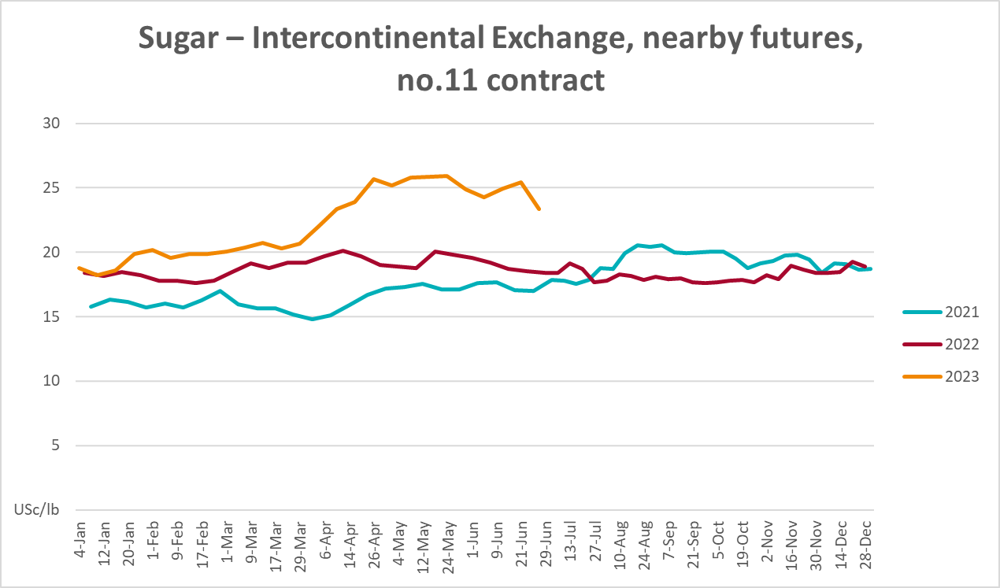 Sugar – Intercontinental Exchange, nearby futures,
no.11 contract
30
25
20
15
10
5
USc/lb
4-Jan
12-Jan
20-Jan
1-Feb
9-Feb
17-Feb
1-Mar
9-Mar
17-Mar
29-Mar
6-Apr
14-Apr
26-Apr
4-May
12-May
24-May
1-Jun
9-Jun
21-Jun
29-Jun
13-Jul
27-Jul
10-Aug
24-Aug
7-Sep
21-Sep
5-Oct
19-Oct
2-Nov
16-Nov
30-Nov
14-Dec
28-Dec
2021
2022
2023